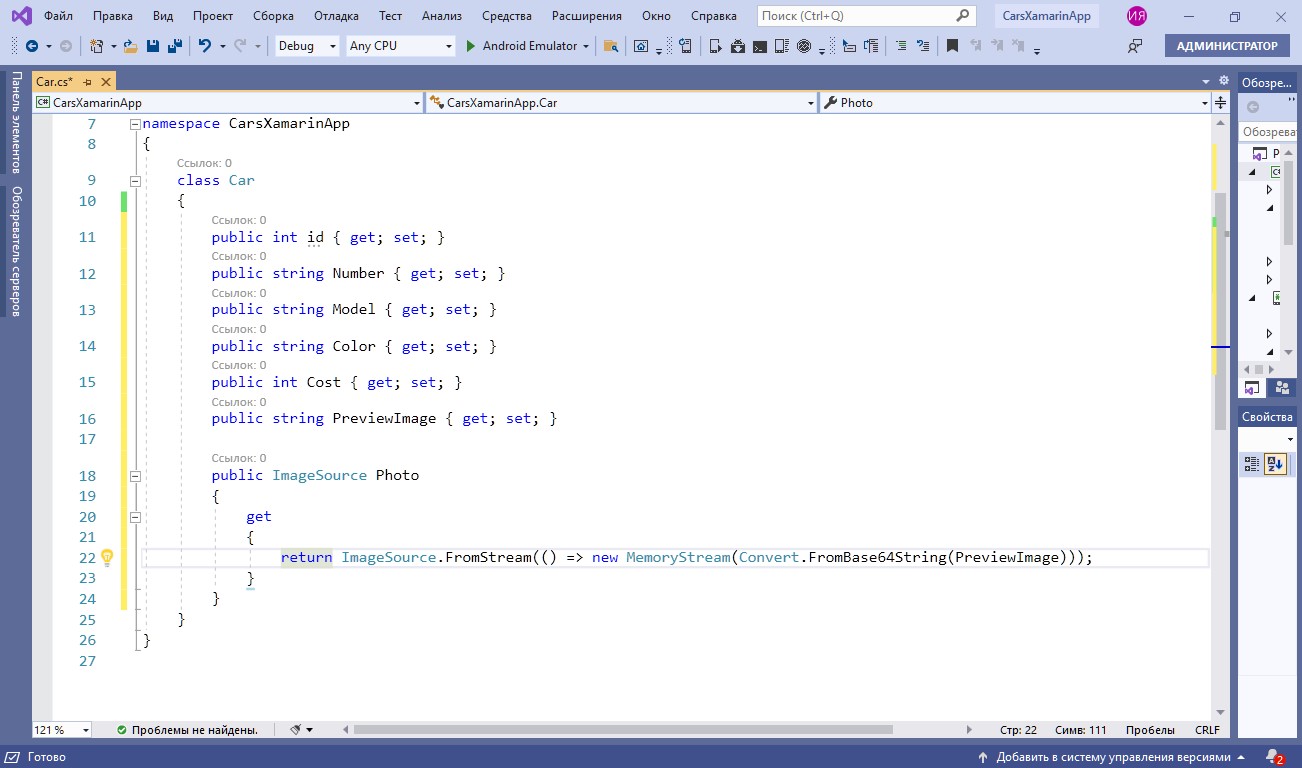 Файл Правка Вид Проект Сборка Отладка Тест Анализ Средства Расширения Окно Справка Поиск (Ctrl+Q) CarsXamarinApp ИЯ
Debug Any CPU Android Emulator АДМИНИСТРАТОР
Панель элементов
Обозреватель серверов
Car.cs*
CarsXamarinApp CarsXamarinApp.Car Photo
7 namespace CarsXamarinApp
8 {
Ссылок: 0
9 class Car
10 {
Ссылок: 0
11 public int id { get; set; }
Ссылок: 0
12 public string Number { get; set; }
Ссылок: 0
13 public string Model { get; set; }
Ссылок: 0
14 public string Color { get; set; }
Ссылок: 0
15 public int Cost { get; set; }
Ссылок: 0
16 public string PreviewImage { get; set; }
17
Ссылок: 0
18 public ImageSource Photo
19 {
20 get
21 {
22 return ImageSource.FromStream(() => new MemoryStream(Convert.FromBase64String(PreviewImage)));
23 }
24 }
25 }
26 }
27
121 % Проблемы не найдены. Стр: 22 Симв: 111 Пробелы CRLF
Обозре...
Обозрева
Р
C#
Свойства
Готово Добавить в систему управления версиями 2